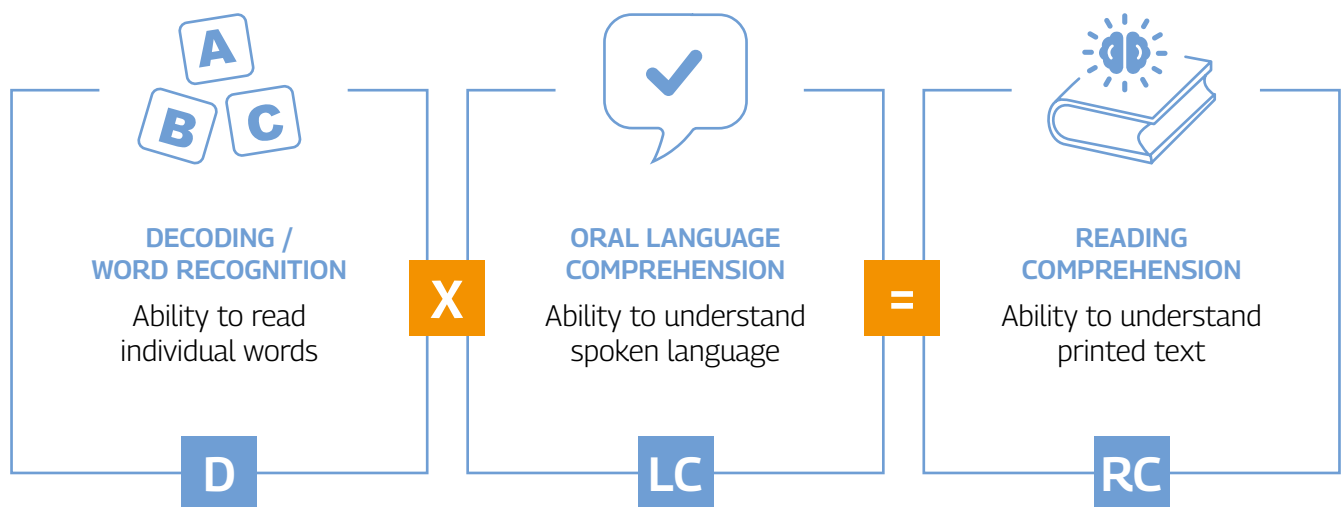 A
B
C
DECODING /
WORD RECOGNITION
Ability to read
individual words
D
X
ORAL LANGUAGE
COMPREHENSION
Ability to understand
spoken language
LC
=
READING
COMPREHENSION
Ability to understand
printed text
RC